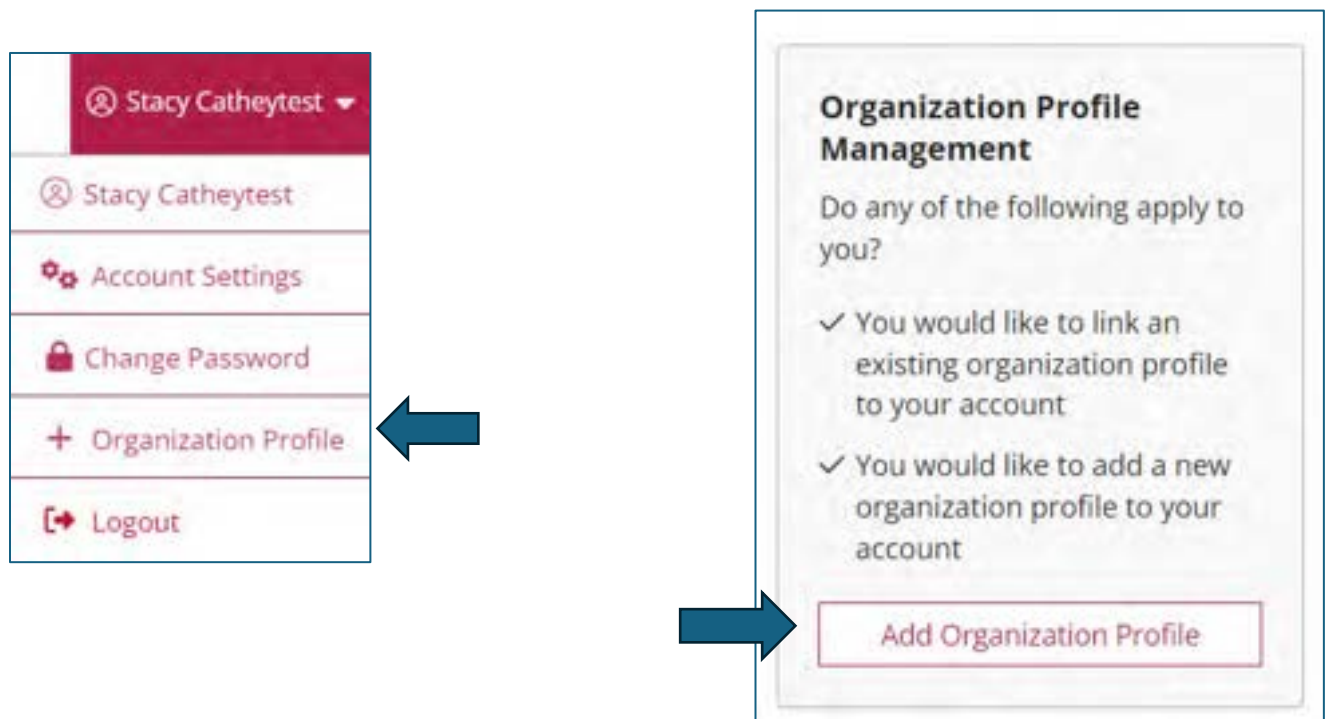 Stacy Catheytest
Stacy Catheytest
Account Settings
Change Password
Organization Profile
Logout
Organization Profile
Management
Do any of the following apply to
you?
You would like to link an
existing organization profile
to your account
You would like to add a new
organization profile to your
account
Add Organization Profile